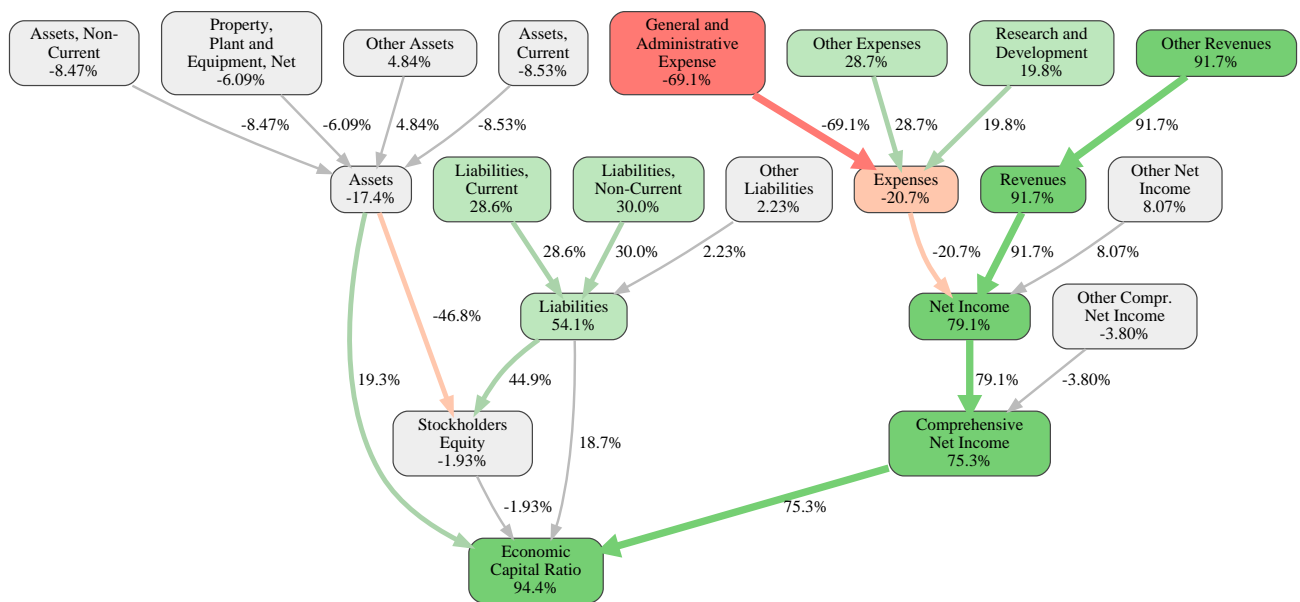 Assets, Non-
Current
-8.47%
Property,
Plant and
Equipment, Net
-6.09%
Other Assets
4.84%
Assets,
Current
-8.53%
General and
Administrative
Expense
-69.1%
Other Expenses
28.7%
Research and
Development
19.8%
Other Revenues
91.7%
-8.47%
-6.09%
4.84%
-8.53%
-69.1%
28.7%
19.8%
91.7%
Assets
-17.4%
Liabilities,
Current
28.6%
Liabilities,
Non-Current
30.0%
Other
Liabilities
2.23%
Expenses
-20.7%
Revenues
91.7%
Other Net
Income
8.07%
28.6%
30.0%
2.23%
-20.7%
91.7%
8.07%
-46.8%
Liabilities
54.1%
Net Income
79.1%
Other Compr.
Net Income
-3.80%
19.3%
44.9%
79.1%
-3.80%
Stockholders
Equity
-1.93%
18.7%
Comprehensive
Net Income
75.3%
-1.93%
75.3%
Economic
Capital Ratio
94.4%